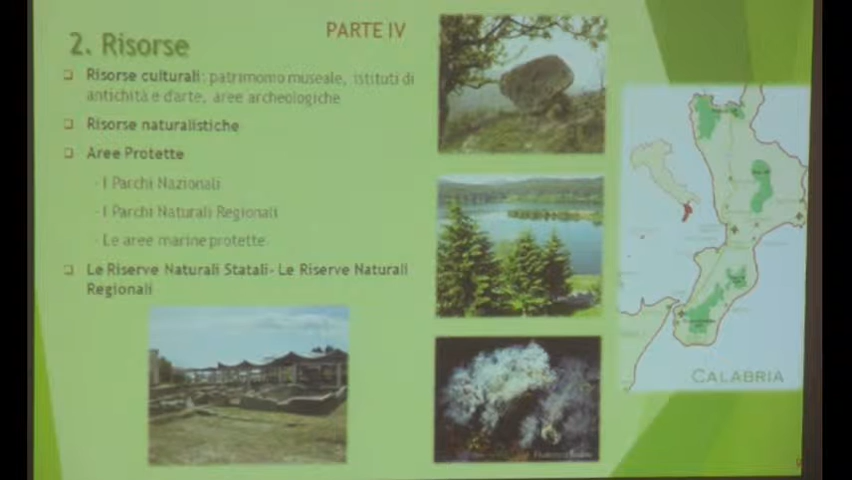 PARTE IV
2. Risorse
Risorse culturali: patrimonio museale, istituti di
antichità e d'arte, aree archeologiche
Risorse naturalistiche
Aree Protette
- I Parchi Nazionali
- I Parchi Naturali Regionali
- Le aree marine protette.
Le Riserve Naturali Statali- Le Riserve Naturali
Regionali
CALABRIA